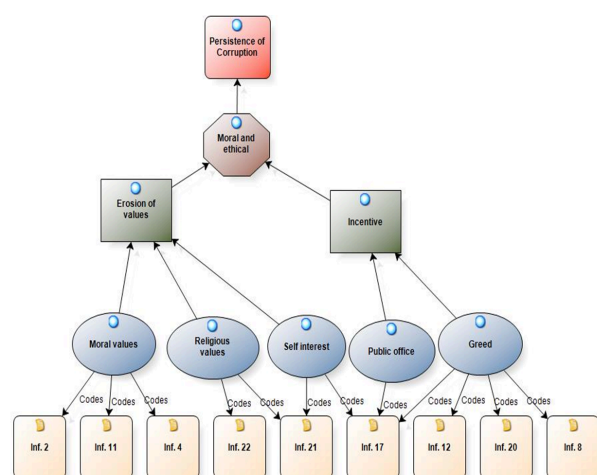 Persistence of
Corruption
Moral and
ethical
Erosion of
values
Incentive
Moral values
Religious
values
Self interest
Public office
Greed
Codes
Codes
Codes
Codes
Codes
Codes
Codes
Codes
Codes
Codes
Codes
Codes
Inf. 2
Inf. 11
Inf. 4
Inf. 22
Inf. 21
Inf. 17
Inf. 12
Inf. 20
Inf. 8